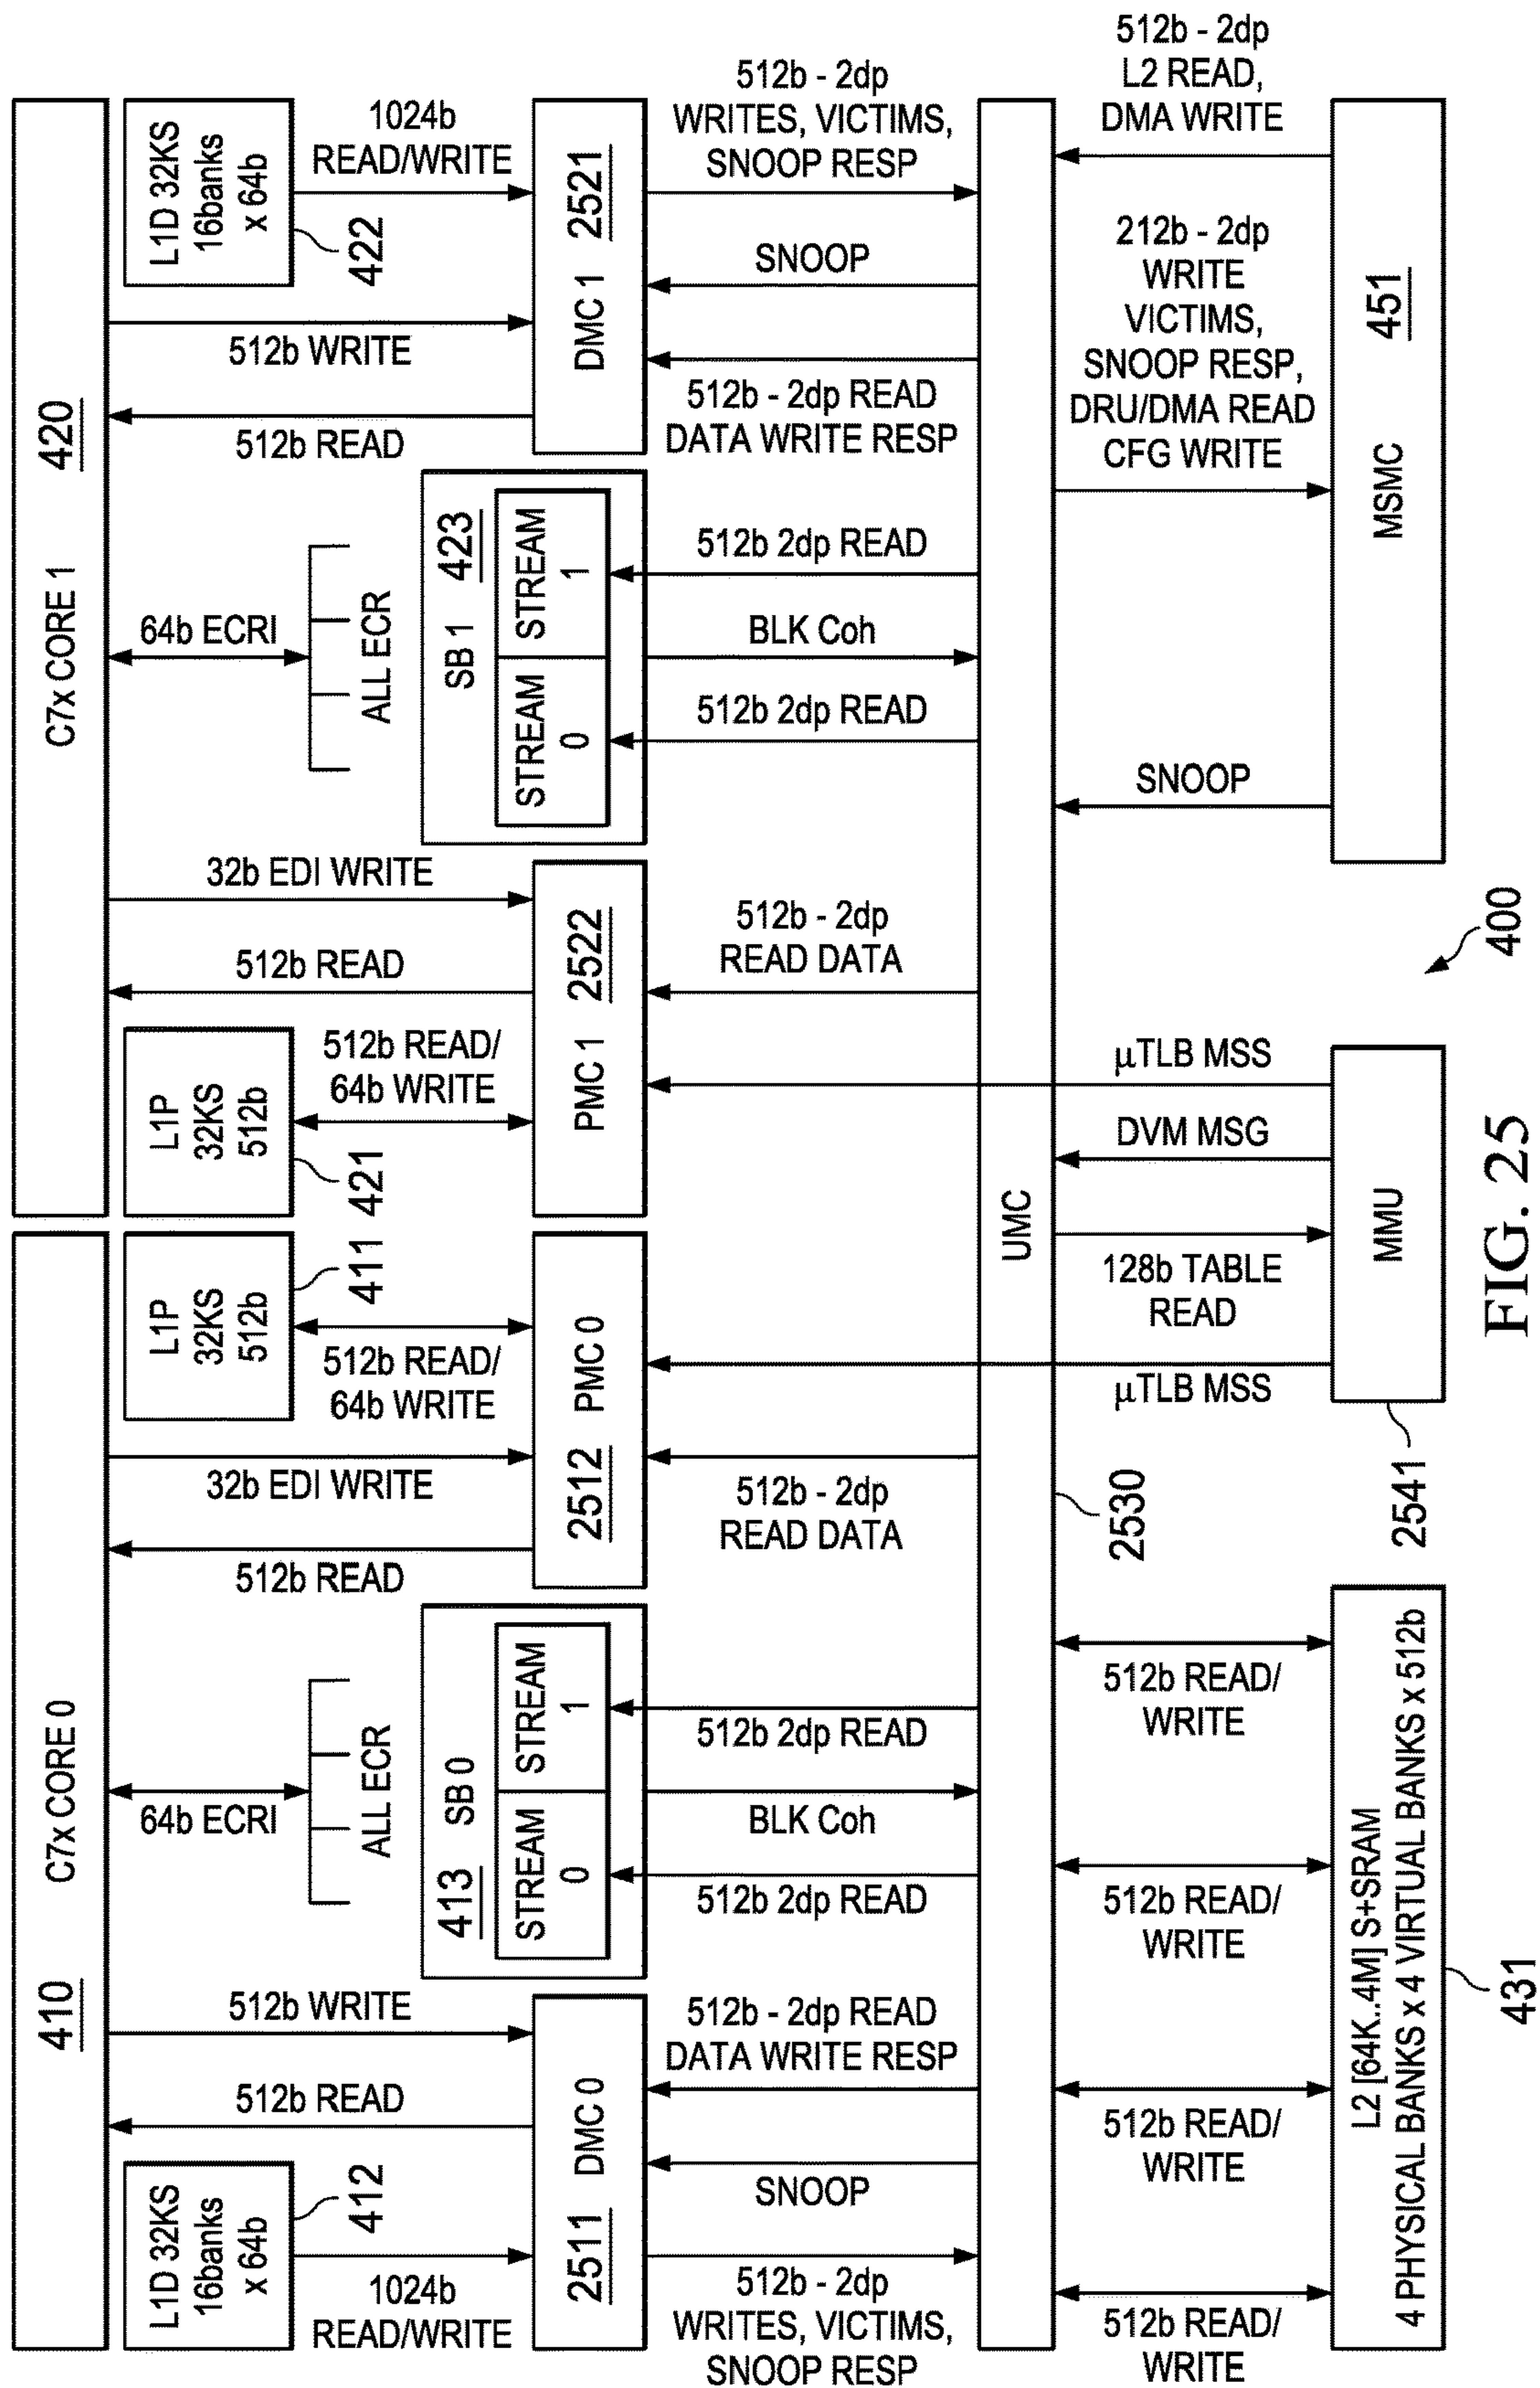 410
C7x CORE 0
C7x CORE 1
420
L1D 32KS
16banks
x 64b
412
1024b
READ/WRITE
512b READ
512b WRITE
64b ECRI
ALL ECR
512b READ
32b EDI WRITE
L1P
32KS
512b
411
512b READ/
64b WRITE
L1P
32KS
512b
421
512b READ/
64b WRITE
512b READ
32b EDI WRITE
64b ECRI
ALL ECR
512b READ
512b WRITE
L1D 32KS
16banks
x 64b
422
1024b
READ/WRITE
2511
DMC 0
413
SB 0
STREAM
0
STREAM
1
2512
PMC 0
PMC 1
2522
SB 1
423
STREAM
0
STREAM
1
DMC 1
2521
512b - 2dp
WRITES, VICTIMS,
SNOOP RESP
SNOOP
512b - 2dp READ
DATA WRITE RESP
512b 2dp READ
BLK Coh
512b 2dp READ
512b - 2dp
READ DATA
512b - 2dp
READ DATA
512b 2dp READ
BLK Coh
512b 2dp READ
512b - 2dp READ
DATA WRITE RESP
SNOOP
512b - 2dp
WRITES, VICTIMS,
SNOOP RESP
UMC
2530
512b READ/
WRITE
512b READ/
WRITE
512b READ/
WRITE
512b READ/
WRITE
µTLB MSS
128b TABLE
READ
DVM MSG
µTLB MSS
SNOOP
212b - 2dp
WRITE
VICTIMS,
SNOOP RESP,
DRU/DMA READ
CFG WRITE
512b - 2dp
L2 READ,
DMA WRITE
L2 [64K..4M] S+SRAM
4 PHYSICAL BANKS x 4 VIRTUAL BANKS x 512b
431
MMU
2541
MSMC
451
400
FIG. 25